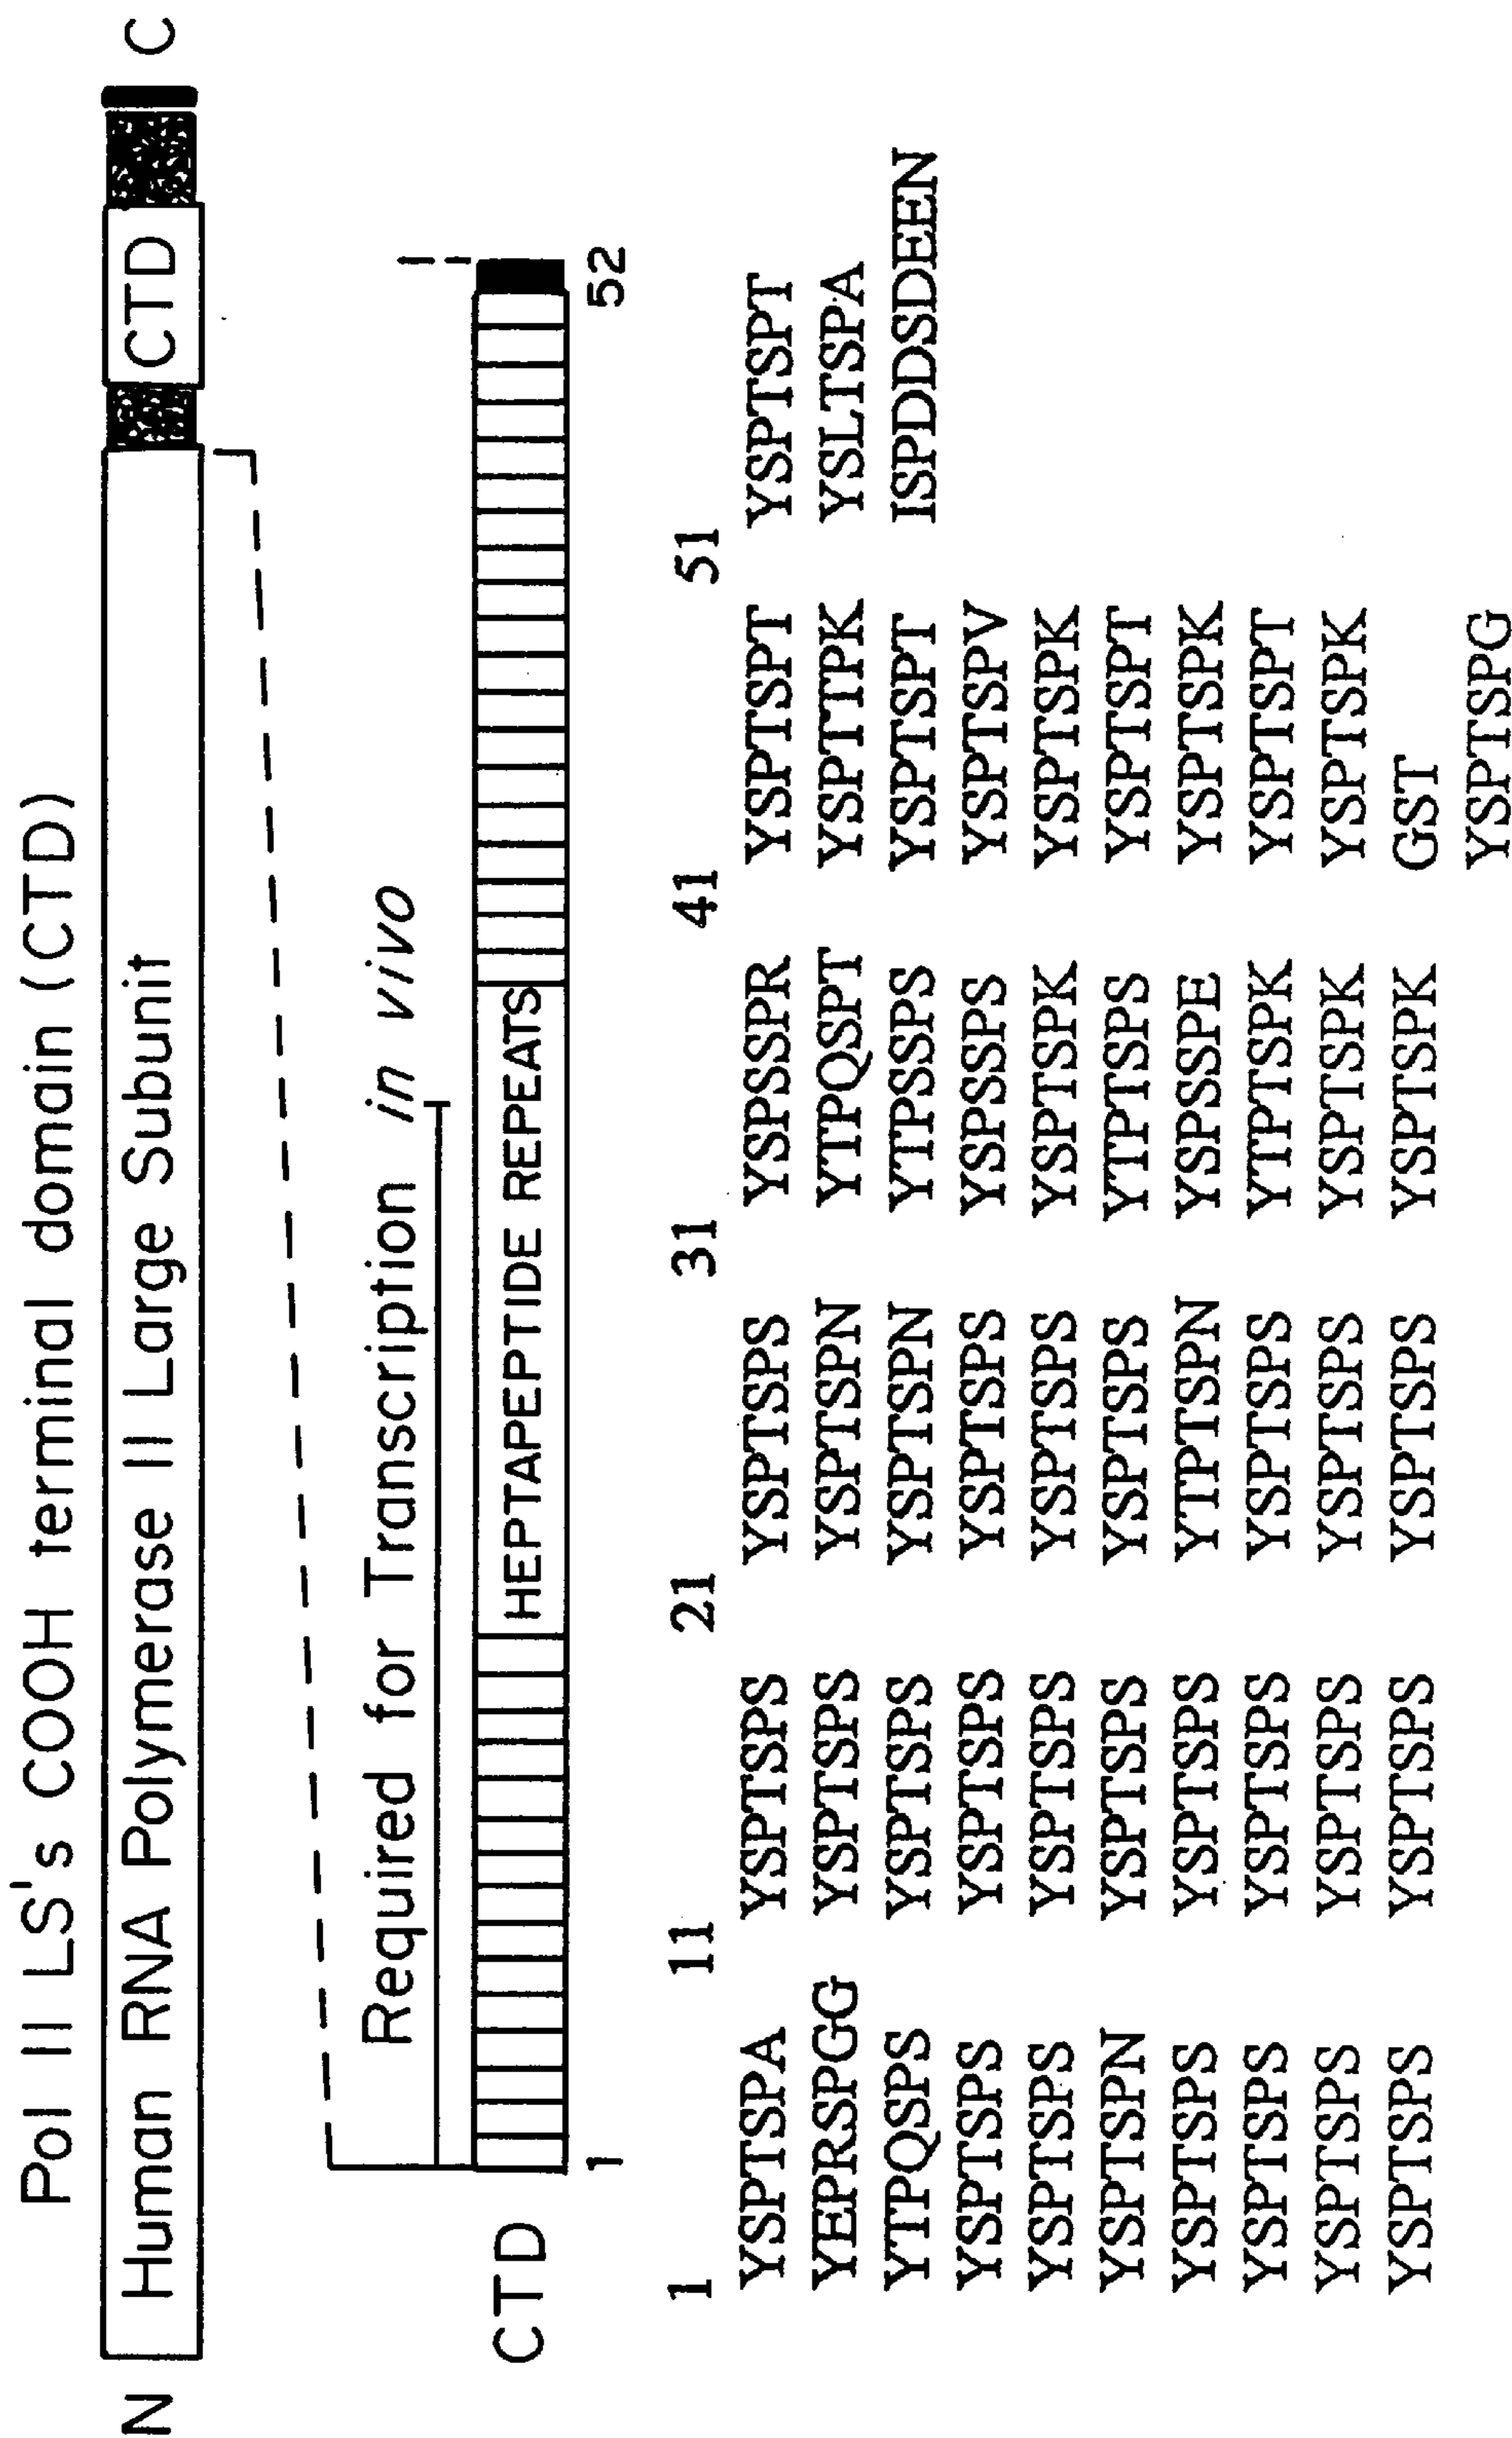 Pol II LS's COOH terminal domain (CTD)
N Human RNA Polymerase II Large Subunit CTD C
Required for Transcription in vivo
CTD HEPTAPEPTIDE REPEATS
1 52
1 11 21 31 41 51
YSPTSPA YSPTSPS YSPTSPS YSPSSPR YSPTSPT YSPTSPT
YEPRSPGG YSPTSPS YSPTSPN YTPQSPT YSPTTPK YSLTSPA
YTPQSPS YSPTSPS YSPTSPN YTPSSPS YSPTSPT ISPDDSDEEN
YSPTSPS YSPTSPS YSPTSPS YSPSSPS YSPTSPV
YSPTSPS YSPTSPS YSPTSPS YSPTSPK YSPTSPK
YSPTSPN YSPTSPS YSPTSPS YTPTSPS YSPTSPT
YSPTSPS YSPTSPS YTPTSPN YSPSSPE YSPTSPK
YSPTSPS YSPTSPS YSPTSPS YTPTSPK YSPTSPT
YSPTSPS YSPTSPS YSPTSPS YSPTSPK YSPTSPK
YSPTSPS YSPTSPS YSPTSPS YSPTSPK GST
YSPTSPG